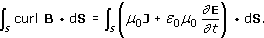 ∫ₛ curl B • dS = ∫ₛ (μ₀J + ε₀μ₀ ∂E/∂t) • dS.